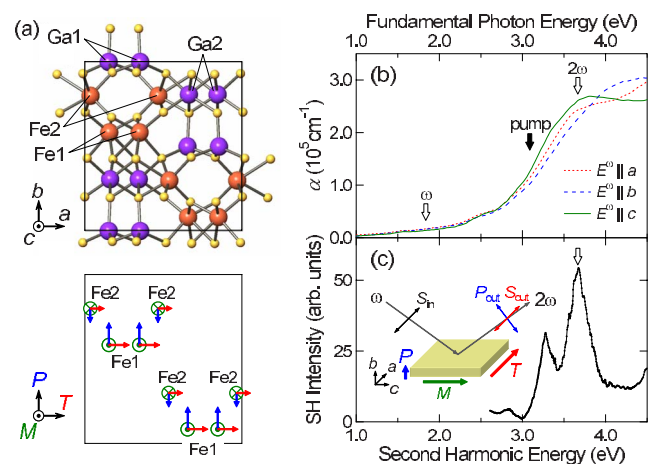 (a)
Ga1
Ga2
Fe2
Fe1
b
c
a
Fe2
Fe2
Fe1
Fe2
Fe2
Fe1
P
M
T
Fundamental Photon Energy (eV)
1.0 2.0 3.0 4.0
(b)
2ω
pump
ω
α (10⁵cm⁻¹)
3.0
2.0
1.0
0.0
E^ω ∥ a
E^ω ∥ b
E^ω ∥ c
(c)
SH Intensity (arb. units)
50
25
0
ω
S_in
P_out
S_out
2ω
P
M
T
b
a
c
1.0 2.0 3.0 4.0
Second Harmonic Energy (eV)